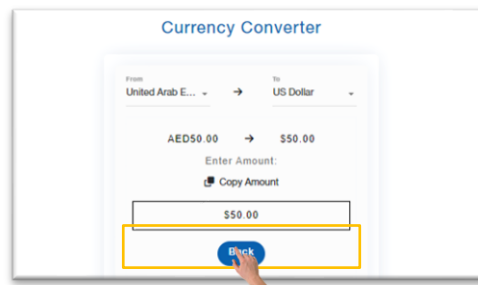 Currency Converter
From To
United Arab E... → US Dollar
AED50.00 → $50.00
Enter Amount:
Copy Amount
$50.00
Back